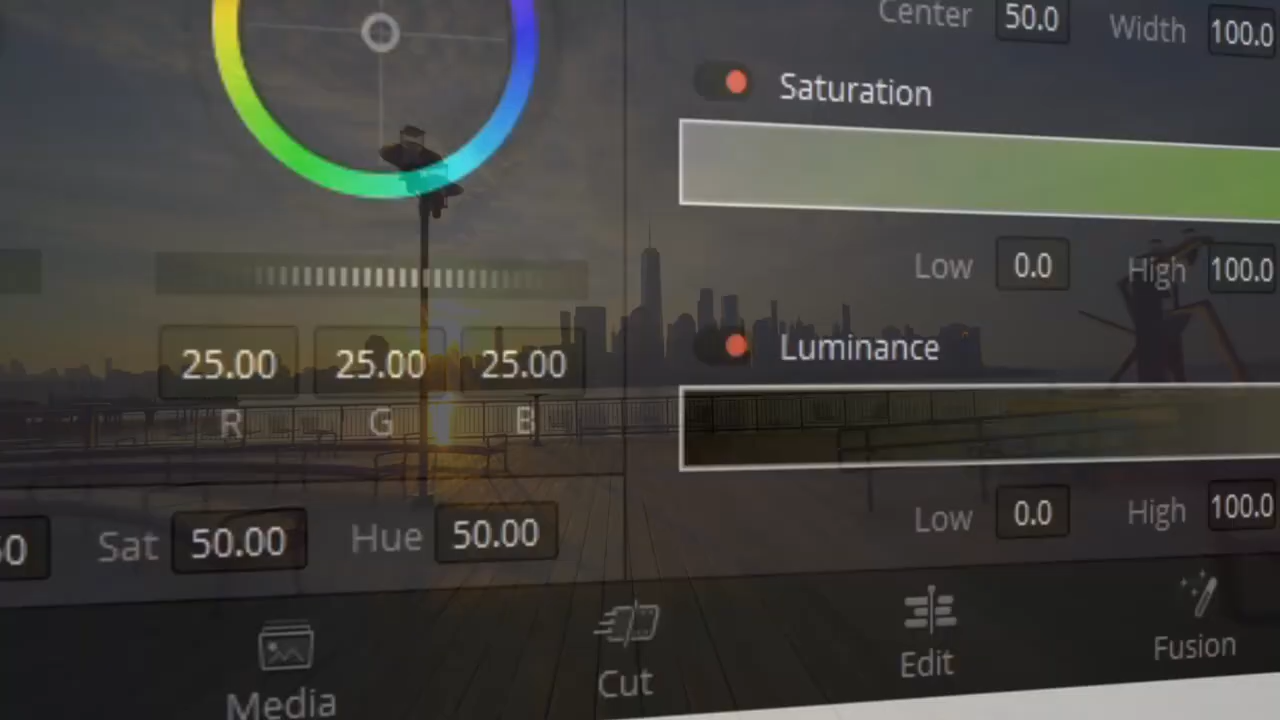 Center 50.0 Width 100.0
Saturation
Low 0.0 High 100.0
25.00 25.00 25.00
R G B
Luminance
Low 0.0 High 100.0
Sat 50.00 Hue 50.00
Media Cut Edit Fusion